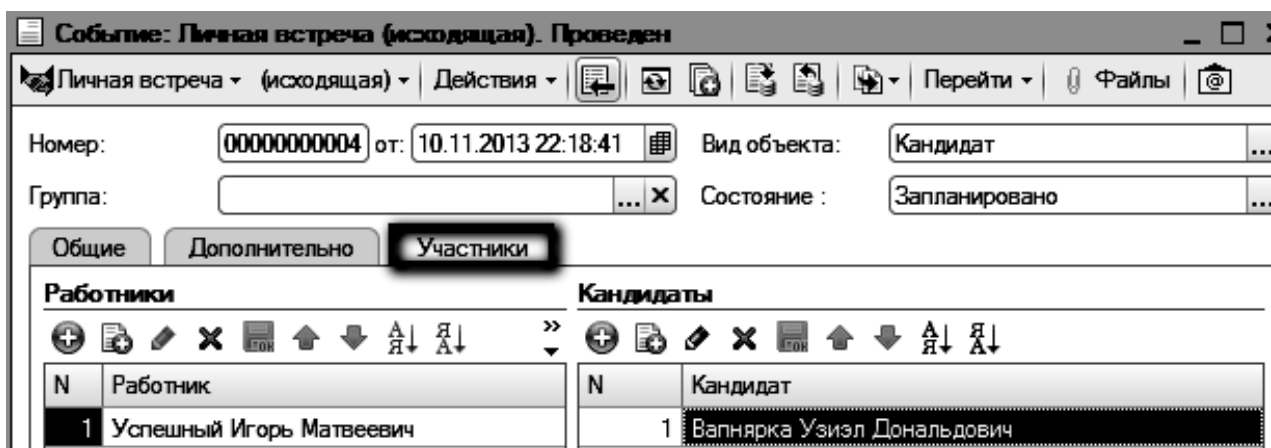 Событие: Личная встреча (исходящая). Проведен
Личная встреча (исходящая) Действия Перейти Файлы
Номер: 00000000004 от: 10.11.2013 22:18:41 Вид объекта: Кандидат ...
Группа: ... Состояние : Запланировано ...
Общие Дополнительно Участники
Работники Кандидаты
N Работник N Кандидат
1 Успешный Игорь Матвеевич 1 Вапнярка Узиэл Дональдович